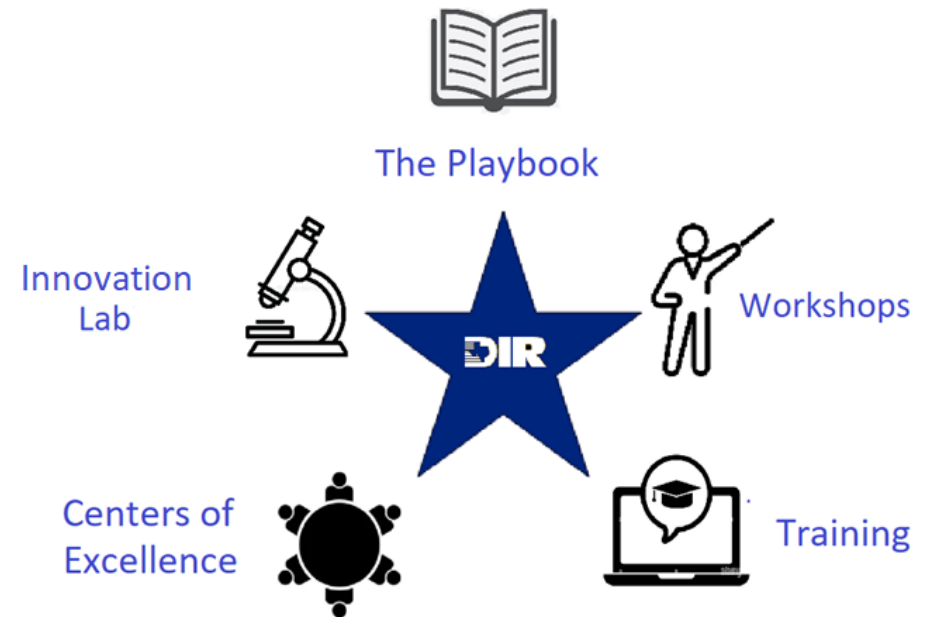 The Playbook
Innovation
Lab
Workshops
DIR
Centers of
Excellence
Training